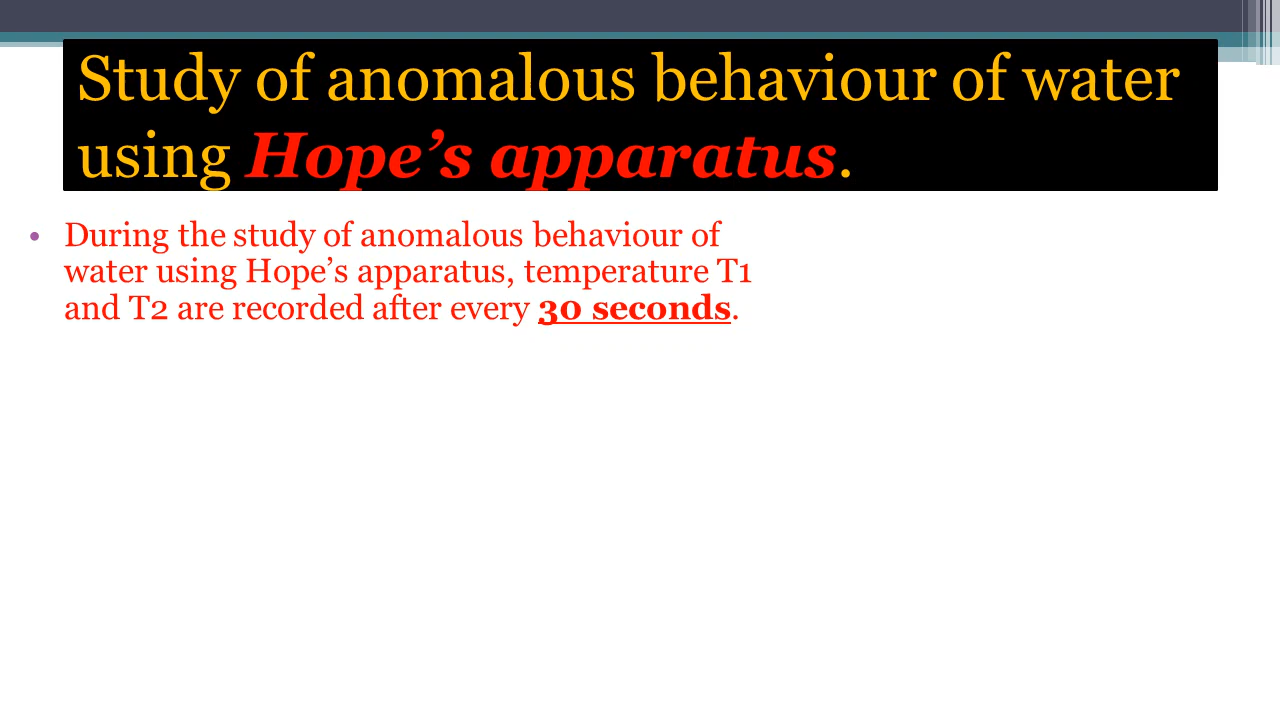 Study of anomalous behaviour of water
using Hope’s apparatus.
• During the study of anomalous behaviour of
water using Hope’s apparatus, temperature T1
and T2 are recorded after every 30 seconds.